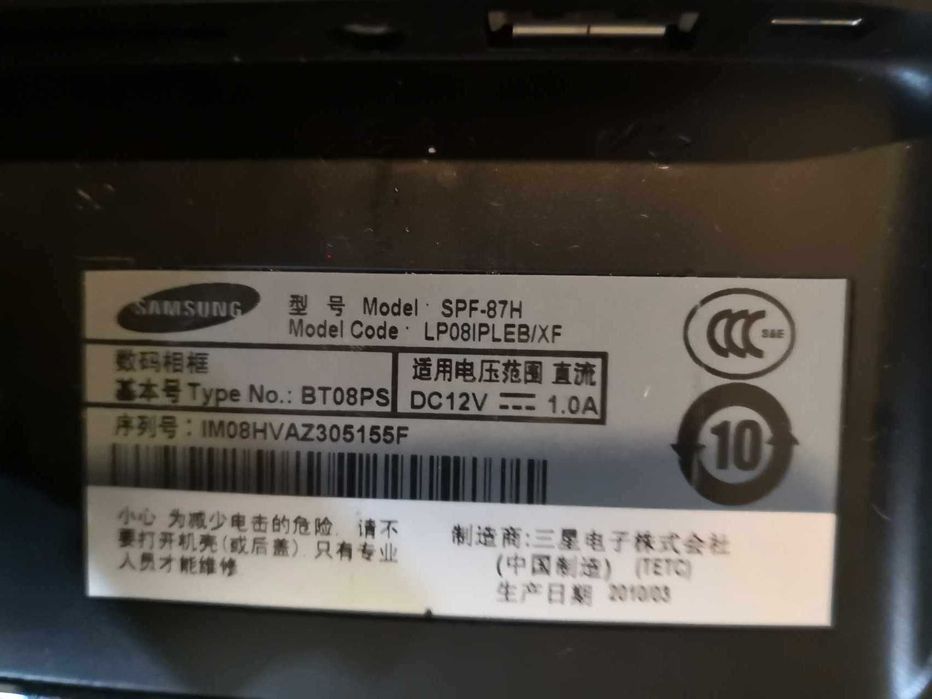 SAMSUNG
型 号 Model : SPF-87H
Model Code : LP08IPLEB/XF
CCC S&E
数码相框
基本号 Type No.: BT08PS
适用电压范围 直流
DC12V 1.0A
10
序列号: IM08HVAZ305155F
小心 为减少电击的危险, 请不
要打开机壳(或后盖), 只有专业
人员才能维修
制造商:三星电子株式会社
(中国制造) (TETC)
生产日期 2010/03